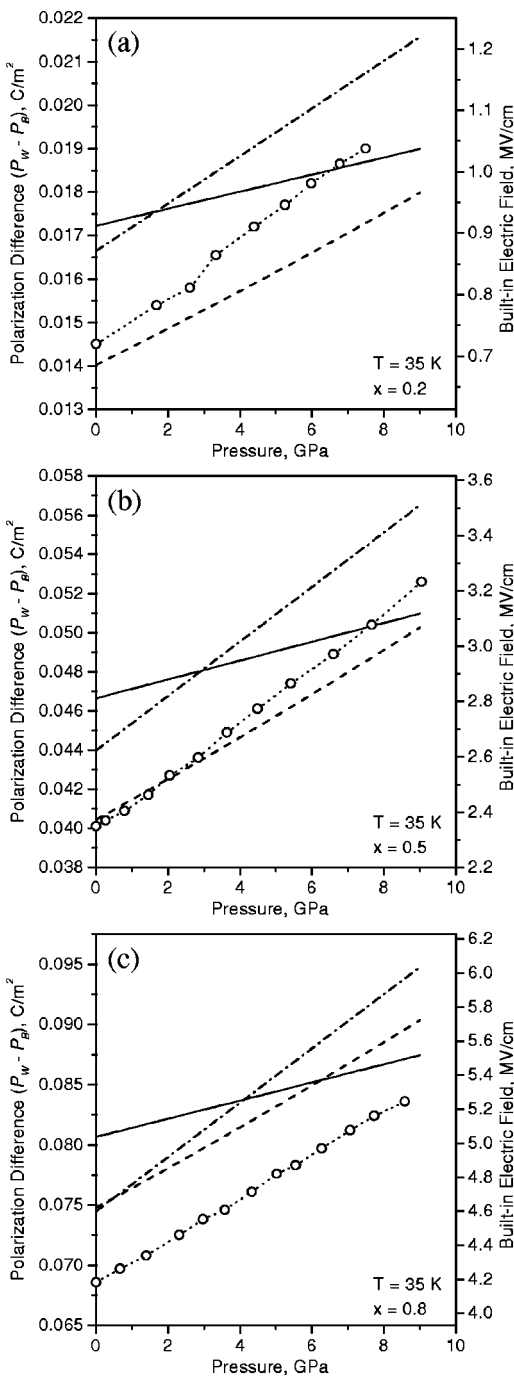 (a)
0.022
0.021
0.020
0.019
0.018
0.017
0.016
0.015
0.014
0.013
Polarization Difference (P_W - P_B), C/m²
1.2
1.1
1.0
0.9
0.8
0.7
Built-in Electric Field, MV/cm
T = 35 K
x = 0.2
0 2 4 6 8 10
Pressure, GPa
(b)
0.058
0.056
0.054
0.052
0.050
0.048
0.046
0.044
0.042
0.040
0.038
Polarization Difference (P_W - P_B), C/m²
3.6
3.4
3.2
3.0
2.8
2.6
2.4
2.2
Built-in Electric Field, MV/cm
T = 35 K
x = 0.5
0 2 4 6 8 10
Pressure, GPa
(c)
0.095
0.090
0.085
0.080
0.075
0.070
0.065
Polarization Difference (P_W - P_B), C/m²
6.2
6.0
5.8
5.6
5.4
5.2
5.0
4.8
4.6
4.4
4.2
4.0
Built-in Electric Field, MV/cm
T = 35 K
x = 0.8
0 2 4 6 8 10
Pressure, GPa